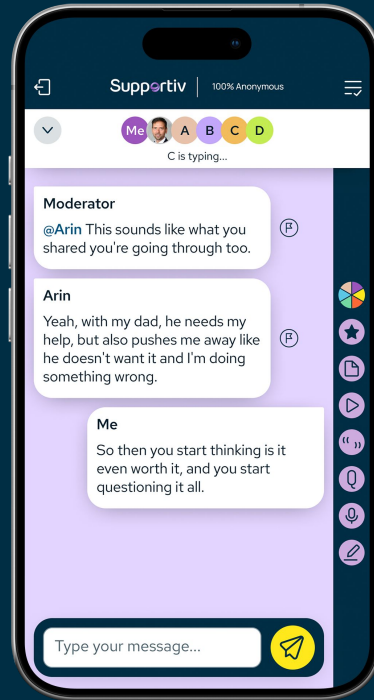 Supportiv 100% Anonymous
Me A B C D
C is typing...
Moderator
@Arin This sounds like what you
shared you're going through too.
Arin
Yeah, with my dad, he needs my
help, but also pushes me away like
he doesn't want it and I'm doing
something wrong.
Me
So then you start thinking is it
even worth it, and you start
questioning it all.
Type your message...